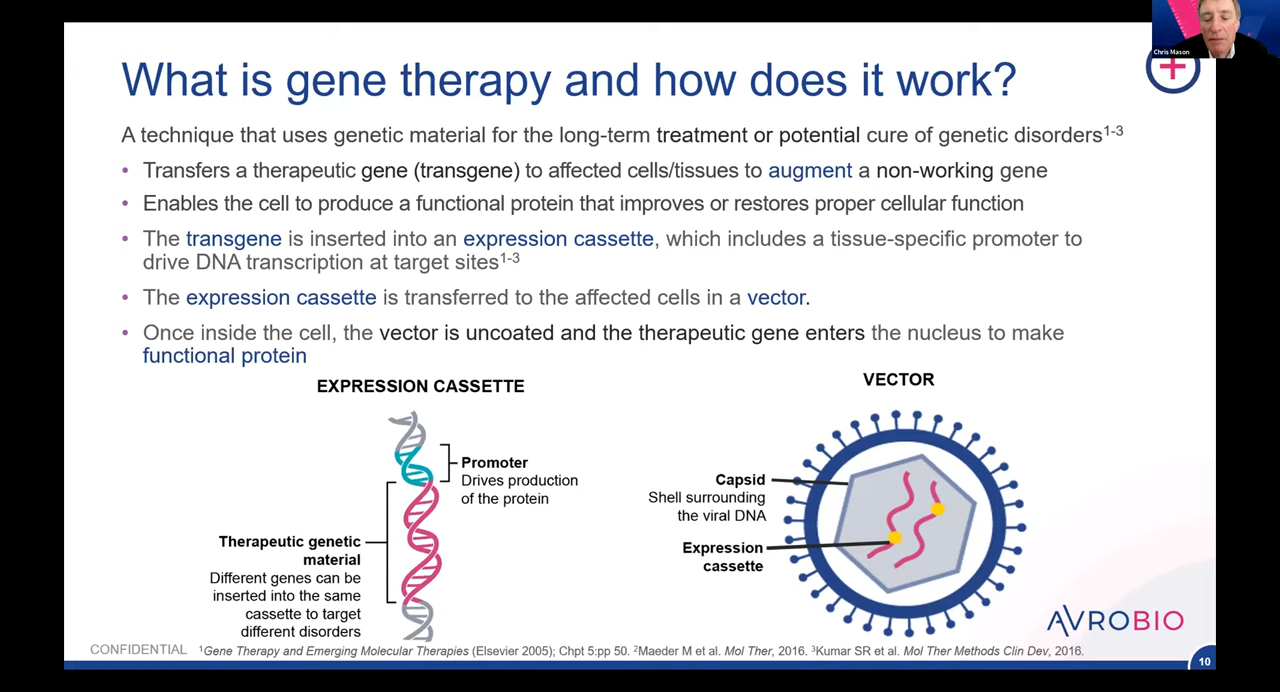 Chris Mason
What is gene therapy and how does it work?
A technique that uses genetic material for the long-term treatment or potential cure of genetic disorders1-3
• Transfers a therapeutic gene (transgene) to affected cells/tissues to augment a non-working gene
• Enables the cell to produce a functional protein that improves or restores proper cellular function
• The transgene is inserted into an expression cassette, which includes a tissue-specific promoter to
drive DNA transcription at target sites1-3
• The expression cassette is transferred to the affected cells in a vector.
• Once inside the cell, the vector is uncoated and the therapeutic gene enters the nucleus to make
functional protein
EXPRESSION CASSETTE
Promoter
Drives production
of the protein
Therapeutic genetic
material
Different genes can be
inserted into the same
cassette to target
different disorders
VECTOR
Capsid
Shell surrounding
the viral DNA
Expression
cassette
AVROBIO
CONFIDENTIAL
1Gene Therapy and Emerging Molecular Therapies (Elsevier 2005); Chpt 5:pp 50. 2Maeder M et al. Mol Ther, 2016. 3Kumar SR et al. Mol Ther Methods Clin Dev, 2016.
10